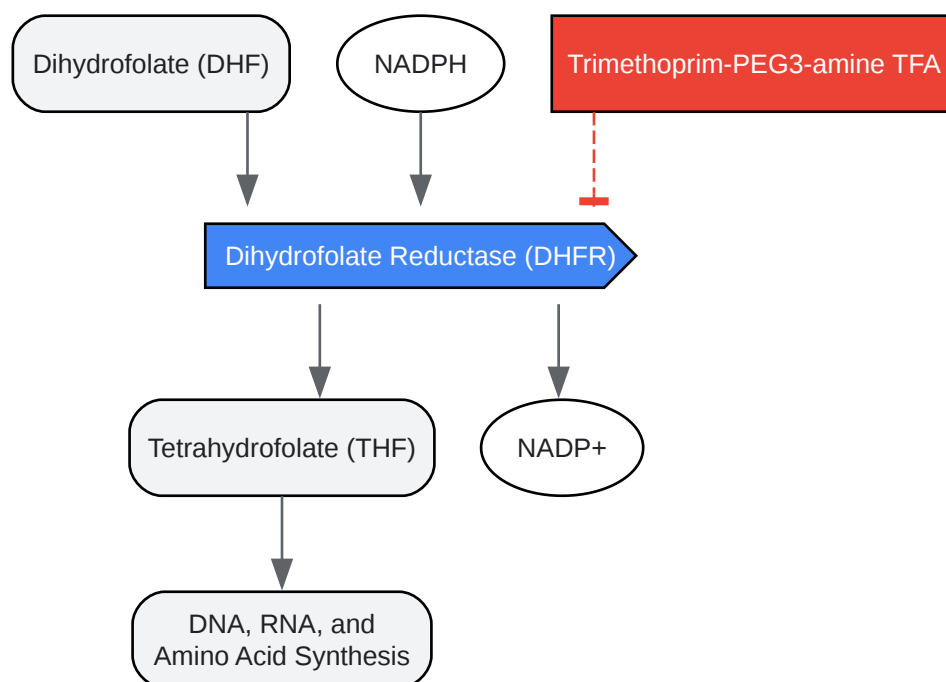 Dihydrofolate (DHF)
NADPH
Trimethoprim-PEG3-amine TFA
Dihydrofolate Reductase (DHFR)
Tetrahydrofolate (THF)
NADP+
DNA, RNA, and
Amino Acid Synthesis